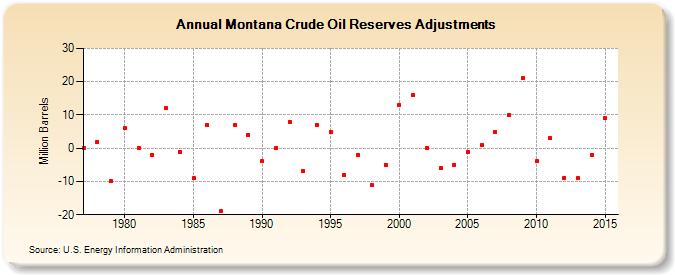 Annual Montana Crude Oil Reserves Adjustments
Million Barrels
30
20
10
0
-10
-20
1980 1985 1990 1995 2000 2005 2010 2015
Source: U.S. Energy Information Administration